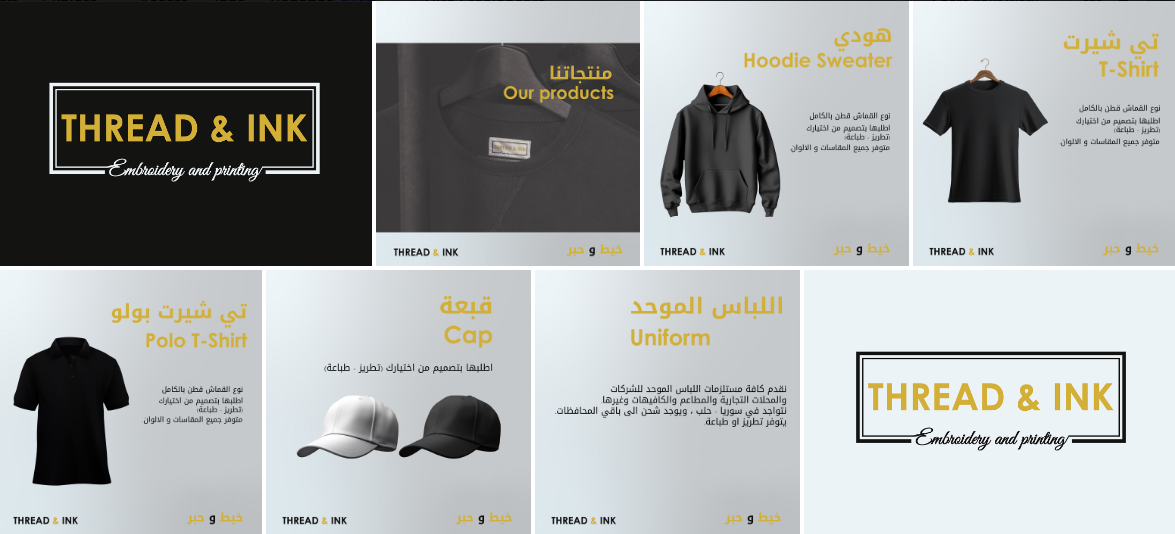 THREAD & INK
Embroidery and printing
منتجاتنا
Our products
THREAD & INK
THREAD & INK
خيط و حبر
هودي
Hoodie Sweater
نوع القماش قطن بالكامل
اطلبها بتصميم من اختيارك
(تطريز - طباعة)
متوفر جميع المقاسات و الالوان
THREAD & INK
خيط و حبر
تي شيرت
T-Shirt
نوع القماش قطن بالكامل
اطلبها بتصميم من اختيارك
(تطريز - طباعة)
متوفر جميع المقاسات و الالوان
THREAD & INK
خيط و حبر
تي شيرت بولو
Polo T-Shirt
نوع القماش قطن بالكامل
اطلبها بتصميم من اختيارك
(تطريز - طباعة)
متوفر جميع المقاسات و الالوان
THREAD & INK
خيط و حبر
قبعة
Cap
اطلبها بتصميم من اختيارك (تطريز - طباعة)
THREAD & INK
خيط و حبر
اللباس الموحد
Uniform
نقدم كافة مستلزمات اللباس الموحد للشركات
والمحلات التجارية والمطاعم والكافيهات وغيرها.
نتواجد في سوريا - حلب ، ويوجد شحن الى باقي المحافظات.
يتوفر تطريز او طباعة.
THREAD & INK
خيط و حبر
THREAD & INK
Embroidery and printing